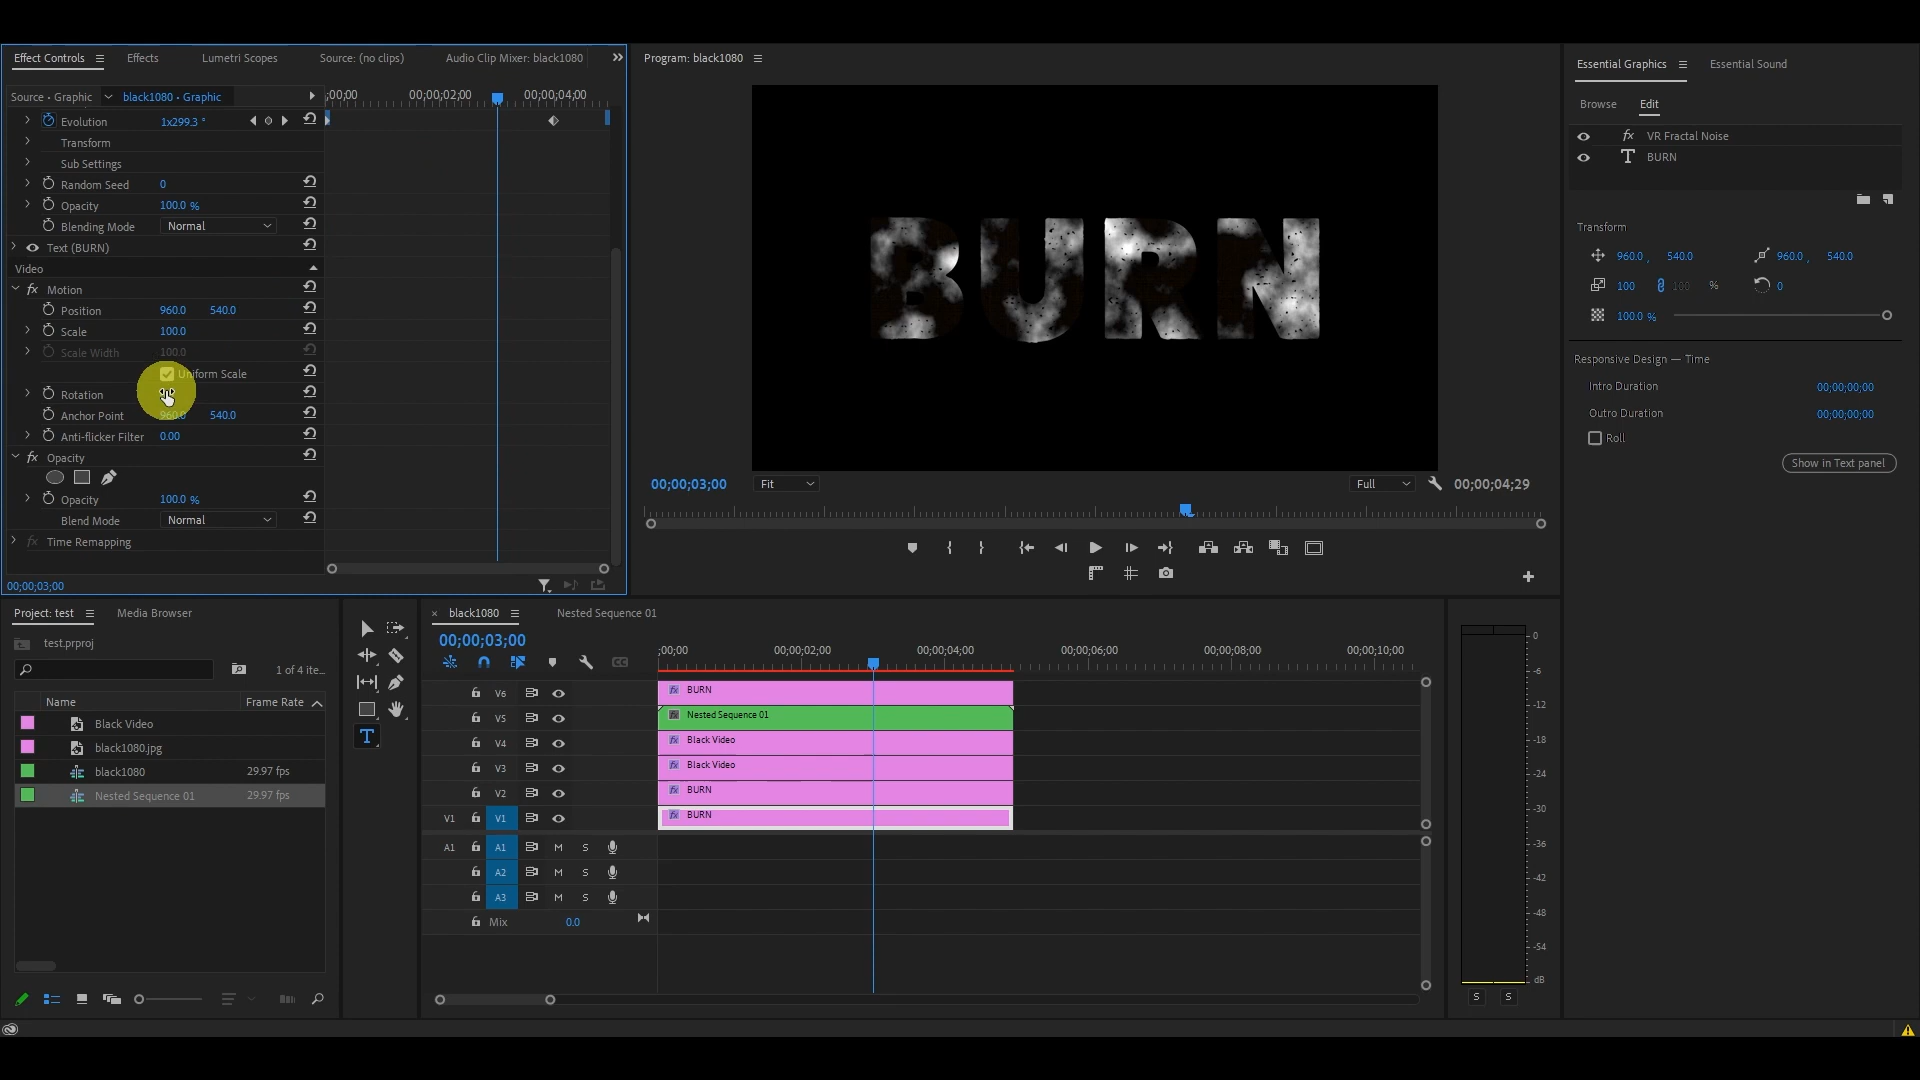 Effect Controls Effects Lumetri Scopes Source: (no clips) Audio Clip Mixer: black1080
Source • Graphic black1080 • Graphic ;00;00 00;00;02;00 00;00;04;00
Evolution 1x299.3 °
Transform
Sub Settings
Random Seed 0
Opacity 100.0 %
Blending Mode Normal
Text (BURN)
Video
Motion
Position 960.0 540.0
Scale 100.0
Scale Width 100.0
Uniform Scale
Rotation
Anchor Point 960.0 540.0
Anti-flicker Filter 0.00
Opacity
Opacity 100.0 %
Blend Mode Normal
Time Remapping
00;00;03;00
Program: black1080
BURN
00;00;03;00 Fit Full 00;00;04;29
Essential Graphics Essential Sound
Browse Edit
fx VR Fractal Noise
T BURN
Transform
960.0 , 540.0 960.0 , 540.0
100 100 % 0
100.0 %
Responsive Design — Time
Intro Duration 00;00;00;00
Outro Duration 00;00;00;00
Roll
Show in Text panel
Project: test Media Browser
test.prproj
1 of 4 ite...
Name Frame Rate
Black Video
black1080.jpg
black1080 29.97 fps
Nested Sequence 01 29.97 fps
× black1080 Nested Sequence 01
00;00;03;00
;00;00 00;00;02;00 00;00;04;00 00;00;06;00 00;00;08;00 00;00;10;00
V6 fx BURN
V5 Nested Sequence 01
V4 fx Black Video
V3 fx Black Video
V2 fx BURN
V1 V1 fx BURN
A1 A1 M S
A2 M S
A3 M S
Mix 0.0
0
-6
-12
-18
-24
-30
-36
-42
-48
-54
dB
S S